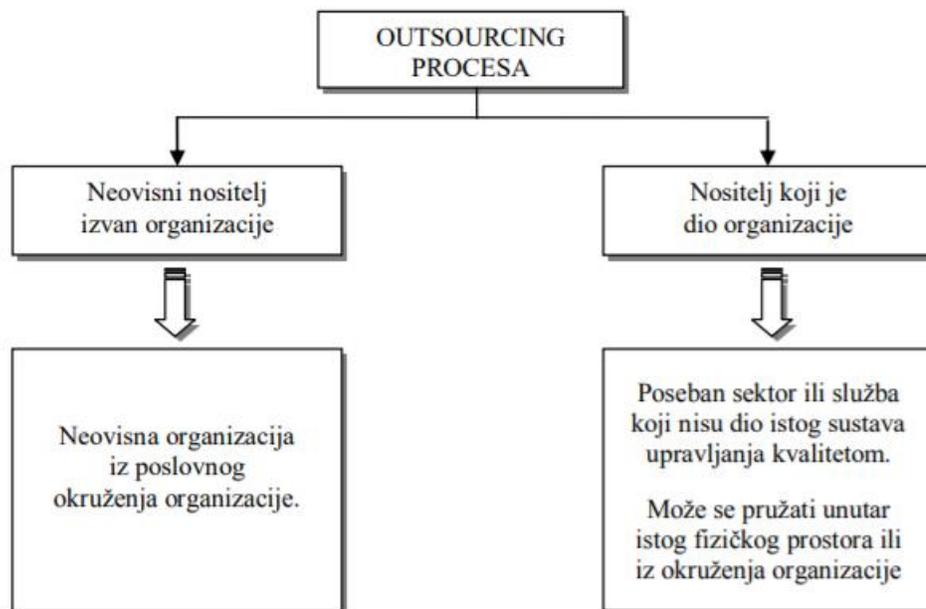 OUTSOURCING
PROCESA
Neovisni nositelj
izvan organizacije
Nositelj koji je
dio organizacije
Neovisna organizacija
iz poslovnog
okruženja organizacije.
Poseban sektor ili služba
koji nisu dio istog sustava
upravljanja kvalitetom.
Može se pružati unutar
istog fizičkog prostora ili
iz okruženja organizacije